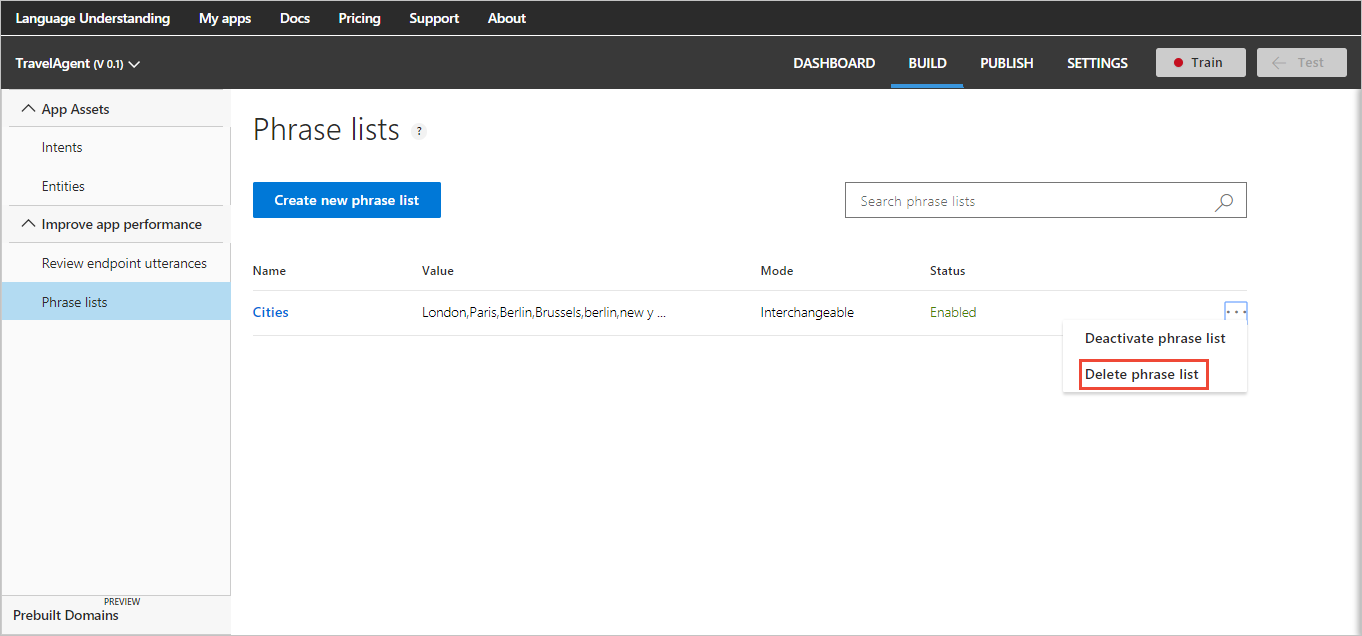 Language Understanding My apps Docs Pricing Support About
TravelAgent (V 0.1) DASHBOARD BUILD PUBLISH SETTINGS Train Test
App Assets
Intents
Entities
Improve app performance
Review endpoint utterances
Phrase lists
PREVIEW
Prebuilt Domains
Phrase lists ?
Create new phrase list Search phrase lists
Name Value Mode Status
Cities London,Paris,Berlin,Brussels,berlin,new y ... Interchangeable Enabled ...
Deactivate phrase list
Delete phrase list